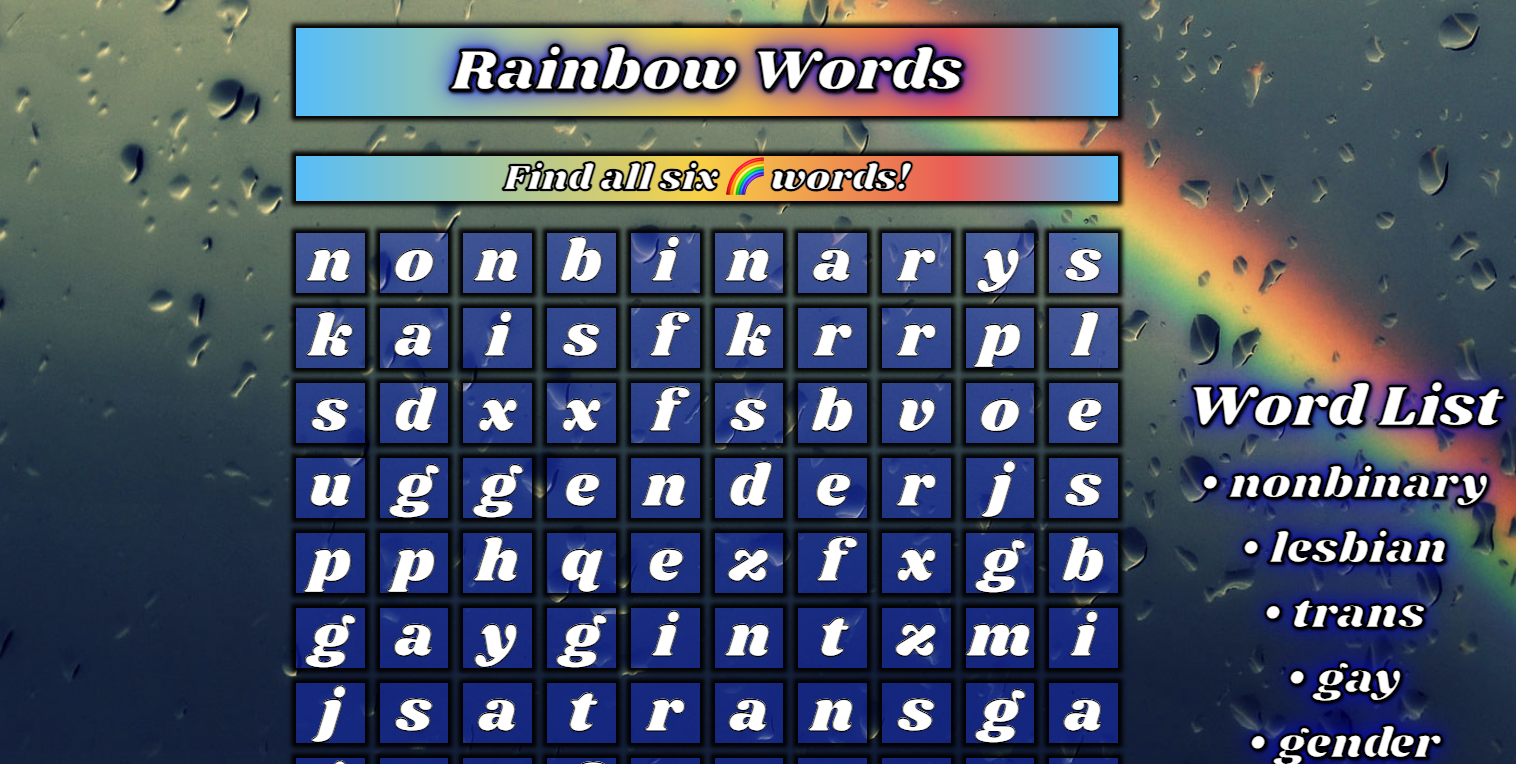 Rainbow Words
Find all six 🌈 words!
n o n b i n a r y s
k a i s f k r r p l
s d x x f s b v o e
u g g e n d e r j s
p p h q e z f x g b
g a y g i n t z m i
j s a t r a n s g a
Word List
• nonbinary
• lesbian
• trans
• gay
• gender